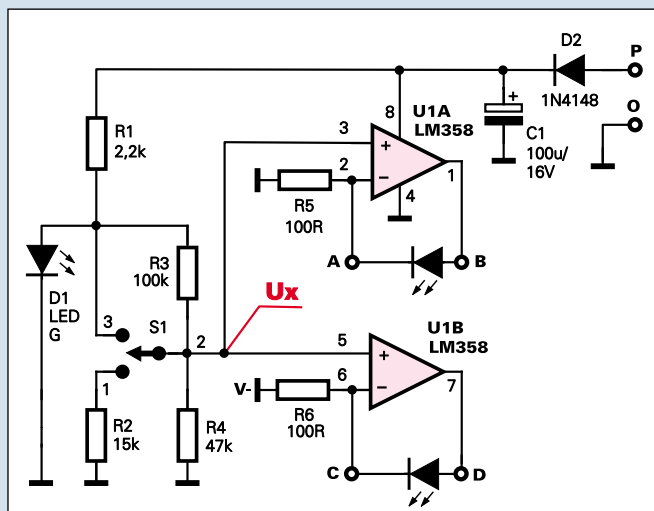 D2
P
1N4148
O
8
U1A
LM358
+
C1
100u/
16V
R1
2,2k
3
+
2
−
1
4
R5
100R
A
B
R3
100k
D1
LED
G
3
S1
2
Ux
1
R2
15k
R4
47k
U1B
LM358
5
+
6
−
7
V-
R6
100R
C
D